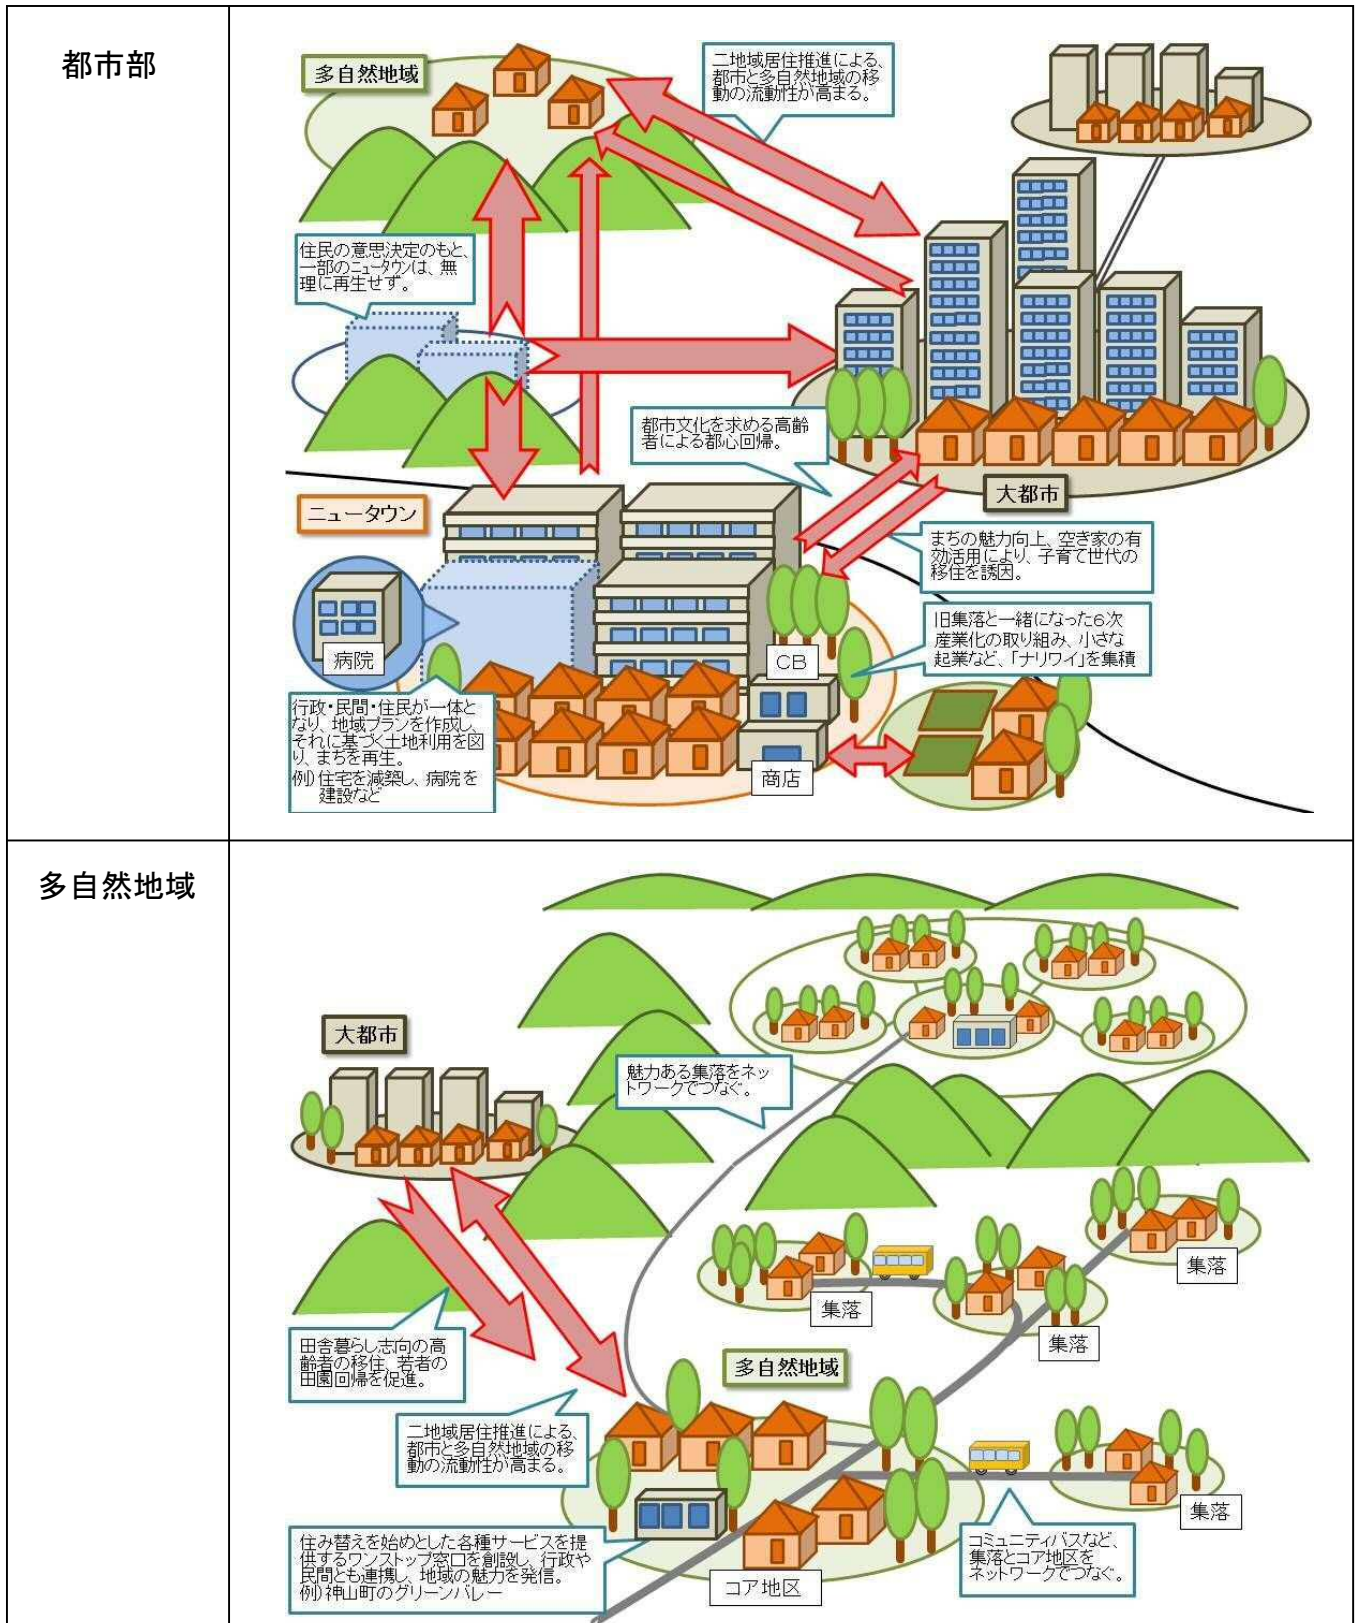 都市部
多自然地域
二地域居住推進による、
都市と多自然地域の移
動の流動性が高まる。
住民の意思決定のもと、
一部のニュータウンは、無
理に再生せず。
都市文化を求める高齢
者による都心回帰。
大都市
ニュータウン
まちの魅力向上、空き家の有
効活用により、子育て世代の
移住を誘因。
旧集落と一緒になった6次
産業化の取り組み、小さな
起業など、「ナリワイ」を集積
病院
CB
行政・民間・住民が一体と
なり、地域プランを作成し、
それに基づく土地利用を図
り、まちを再生。
例)住宅を減築し、病院を
建設など
商店
多自然地域
大都市
魅力ある集落をネッ
トワークでつなぐ。
集落
集落
集落
田舎暮らし志向の高
齢者の移住、若者の
田園回帰を促進。
多自然地域
二地域居住推進による、
都市と多自然地域の移
動の流動性が高まる。
集落
住み替えを始めとした各種サービスを提
供するワンストップ窓口を創設し、行政や
民間とも連携し、地域の魅力を発信。
例)神山町のグリーンバレー
コア地区
コミュニティバスなど、
集落とコア地区を
ネットワークでつなぐ。